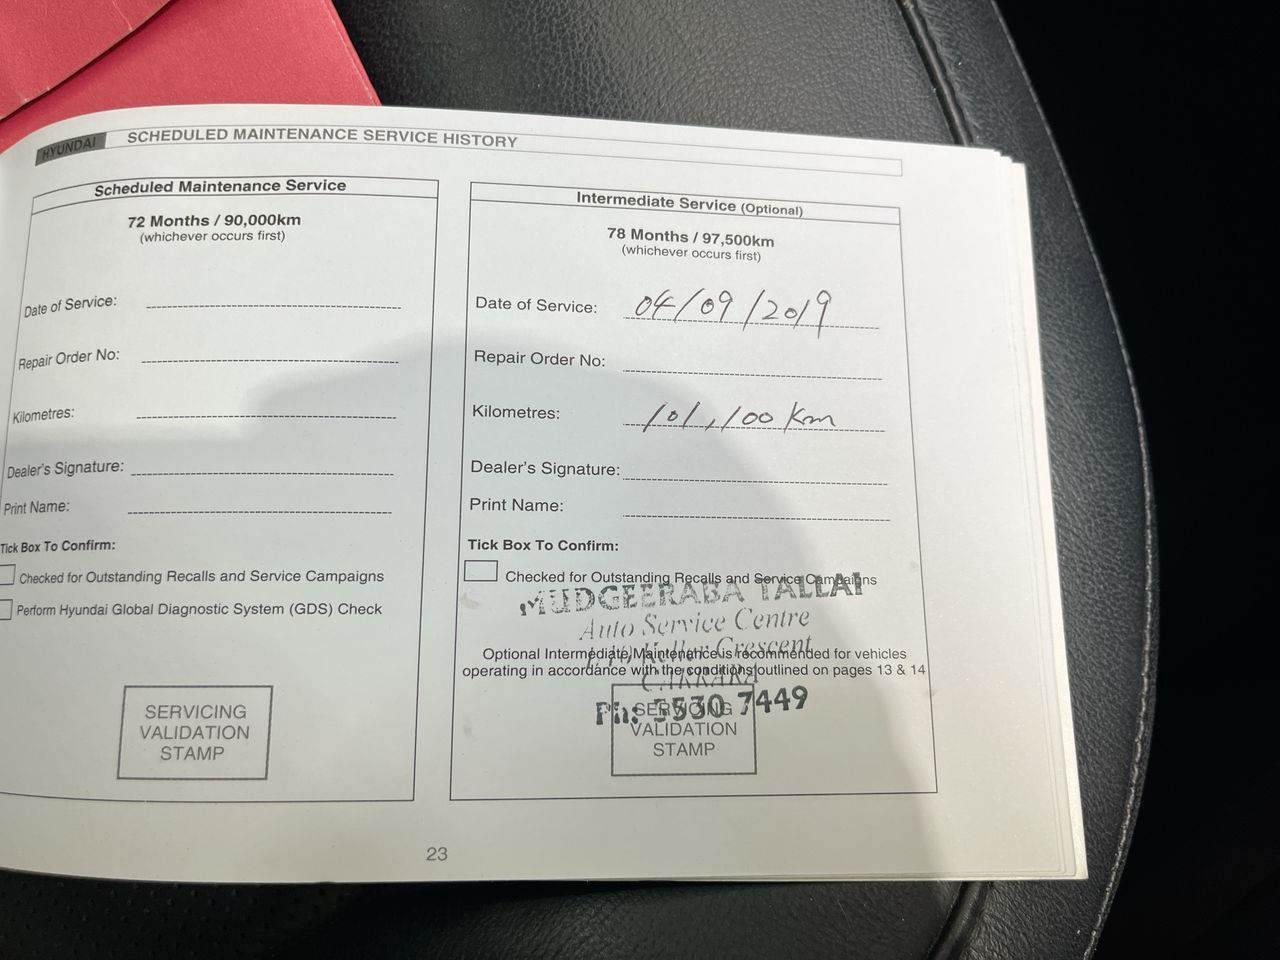 HYUNDAI
SCHEDULED MAINTENANCE SERVICE HISTORY
Scheduled Maintenance Service
72 Months / 90,000km
(whichever occurs first)
Date of Service:
Repair Order No:
Kilometres:
Dealer's Signature:
Print Name:
Tick Box To Confirm:
Checked for Outstanding Recalls and Service Campaigns
Perform Hyundai Global Diagnostic System (GDS) Check
SERVICING
VALIDATION
STAMP
Intermediate Service (Optional)
78 Months / 97,500km
(whichever occurs first)
Date of Service: 04/09/2019
Repair Order No:
Kilometres: 101,100 km
Dealer's Signature:
Print Name:
Tick Box To Confirm:
Checked for Outstanding Recalls and Service Campaigns
MUDGEERABA TALLAI
Auto Service Centre
Crescent
Optional Intermediate Maintenance is recommended for vehicles
operating in accordance with the conditions outlined on pages 13 & 14
CARRARA
Ph: 5530 7449
SERVICING
VALIDATION
STAMP
23